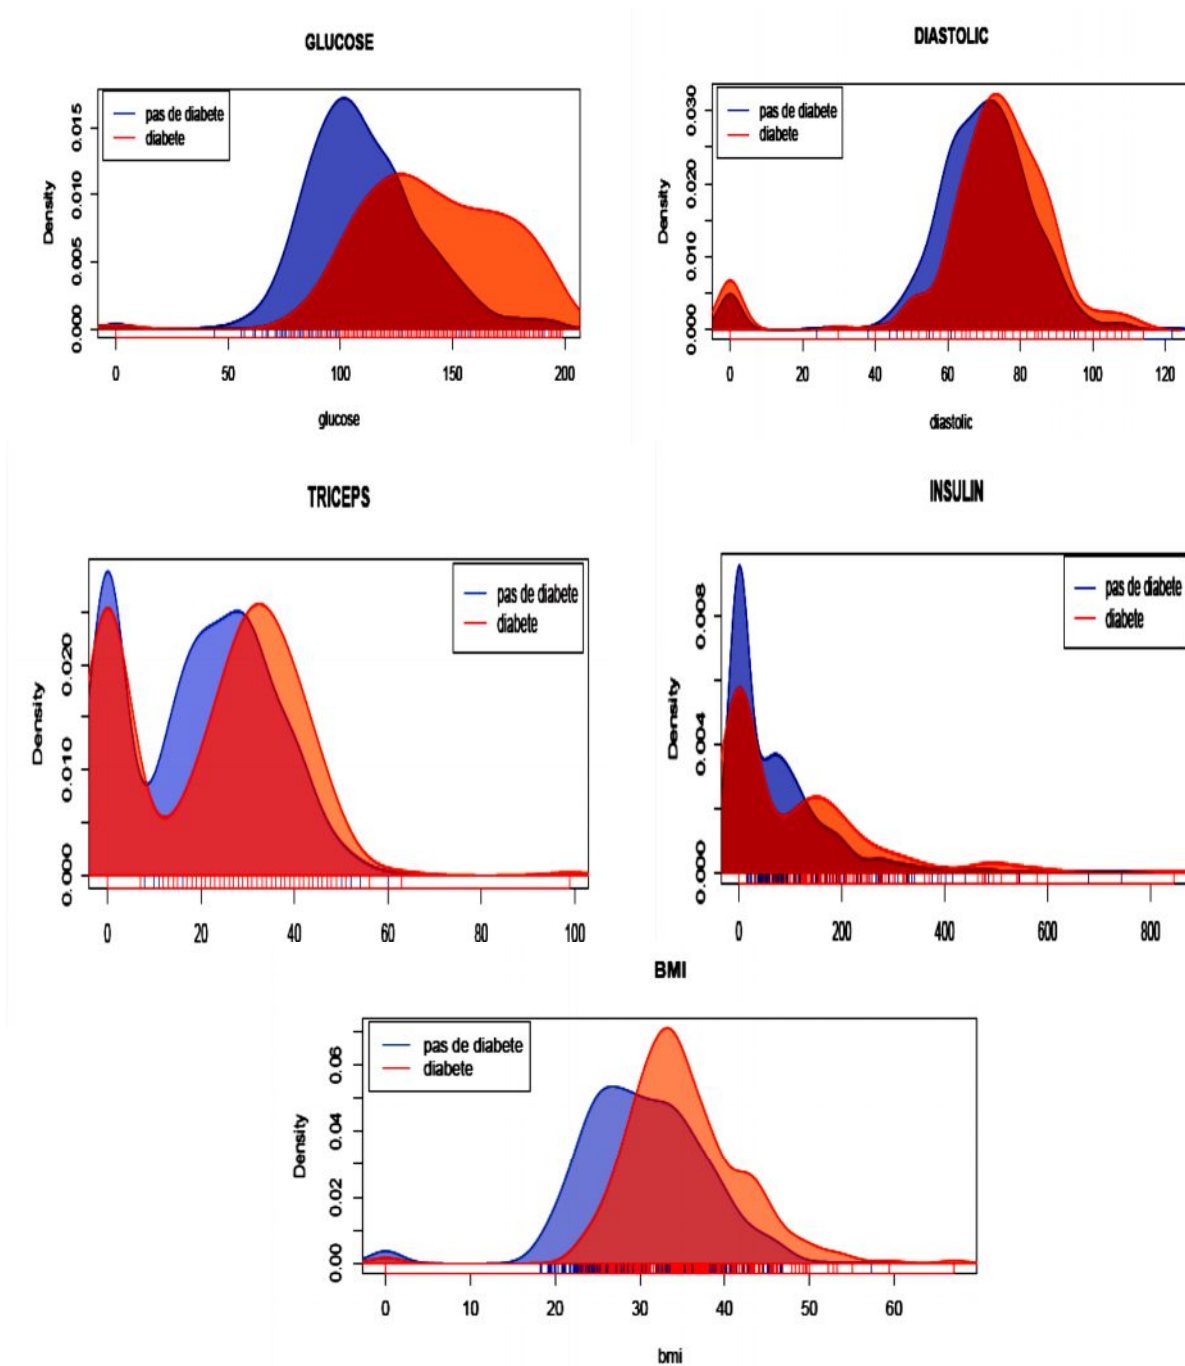 GLUCOSE
pas de diabete
diabete
Density
0.000 0.005 0.010 0.015
0 50 100 150 200
glucose
DIASTOLIC
pas de diabete
diabete
Density
0.000 0.010 0.020 0.030
0 20 40 60 80 100 120
diastolic
TRICEPS
pas de diabete
diabete
Density
0.000 0.010 0.020
0 20 40 60 80 100
INSULIN
pas de diabete
diabete
Density
0.000 0.004 0.008
0 200 400 600 800
BMI
pas de diabete
diabete
Density
0.00 0.02 0.04 0.06
0 10 20 30 40 50 60
bmi